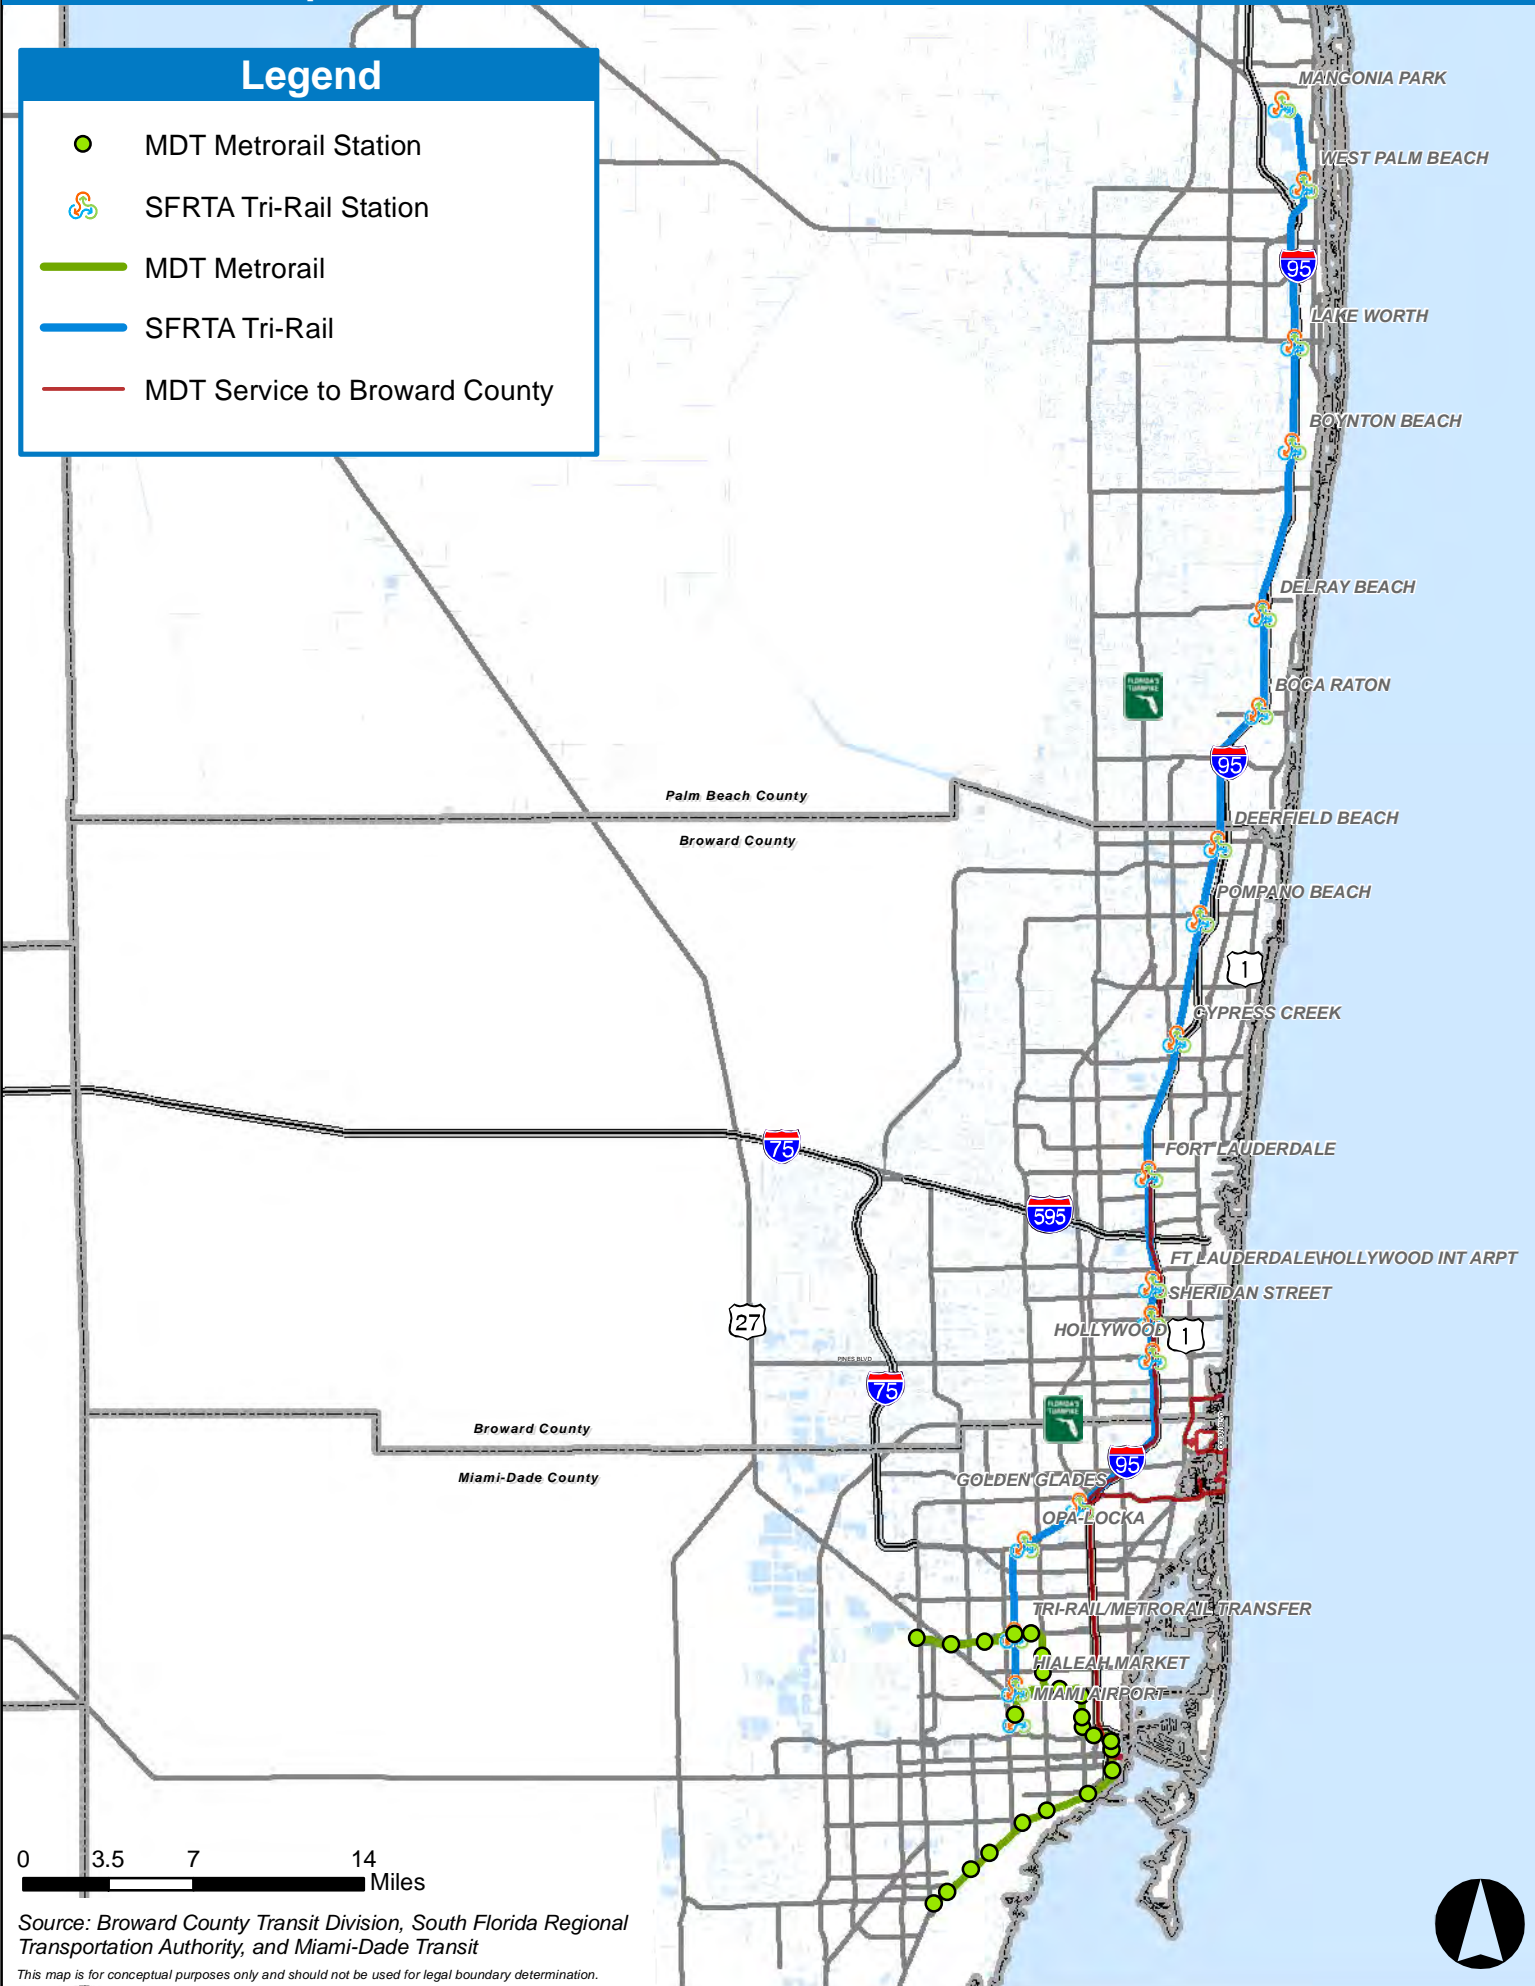 Legend
MDT Metrorail Station
SFRTA Tri-Rail Station
MDT Metrorail
SFRTA Tri-Rail
MDT Service to Broward County
MANGONIA PARK
WEST PALM BEACH
95
LAKE WORTH
BOYNTON BEACH
DELRAY BEACH
FLORIDA'S
TURNPIKE
BOCA RATON
95
Palm Beach County
Broward County
DEERFIELD BEACH
POMPANO BEACH
1
CYPRESS CREEK
75
FORT LAUDERDALE
595
FT LAUDERDALE\HOLLYWOOD INT ARPT
SHERIDAN STREET
27
HOLLYWOOD
1
PINES BLVD
75
FLORIDA'S
TURNPIKE
Broward County
Miami-Dade County
95
GOLDEN GLADES
OPA-LOCKA
TRI-RAIL/METRORAIL TRANSFER
HIALEAH MARKET
MIAMI AIRPORT
0 3.5 7 14
Miles
Source: Broward County Transit Division, South Florida Regional
Transportation Authority, and Miami-Dade Transit
This map is for conceptual purposes only and should not be used for legal boundary determination.